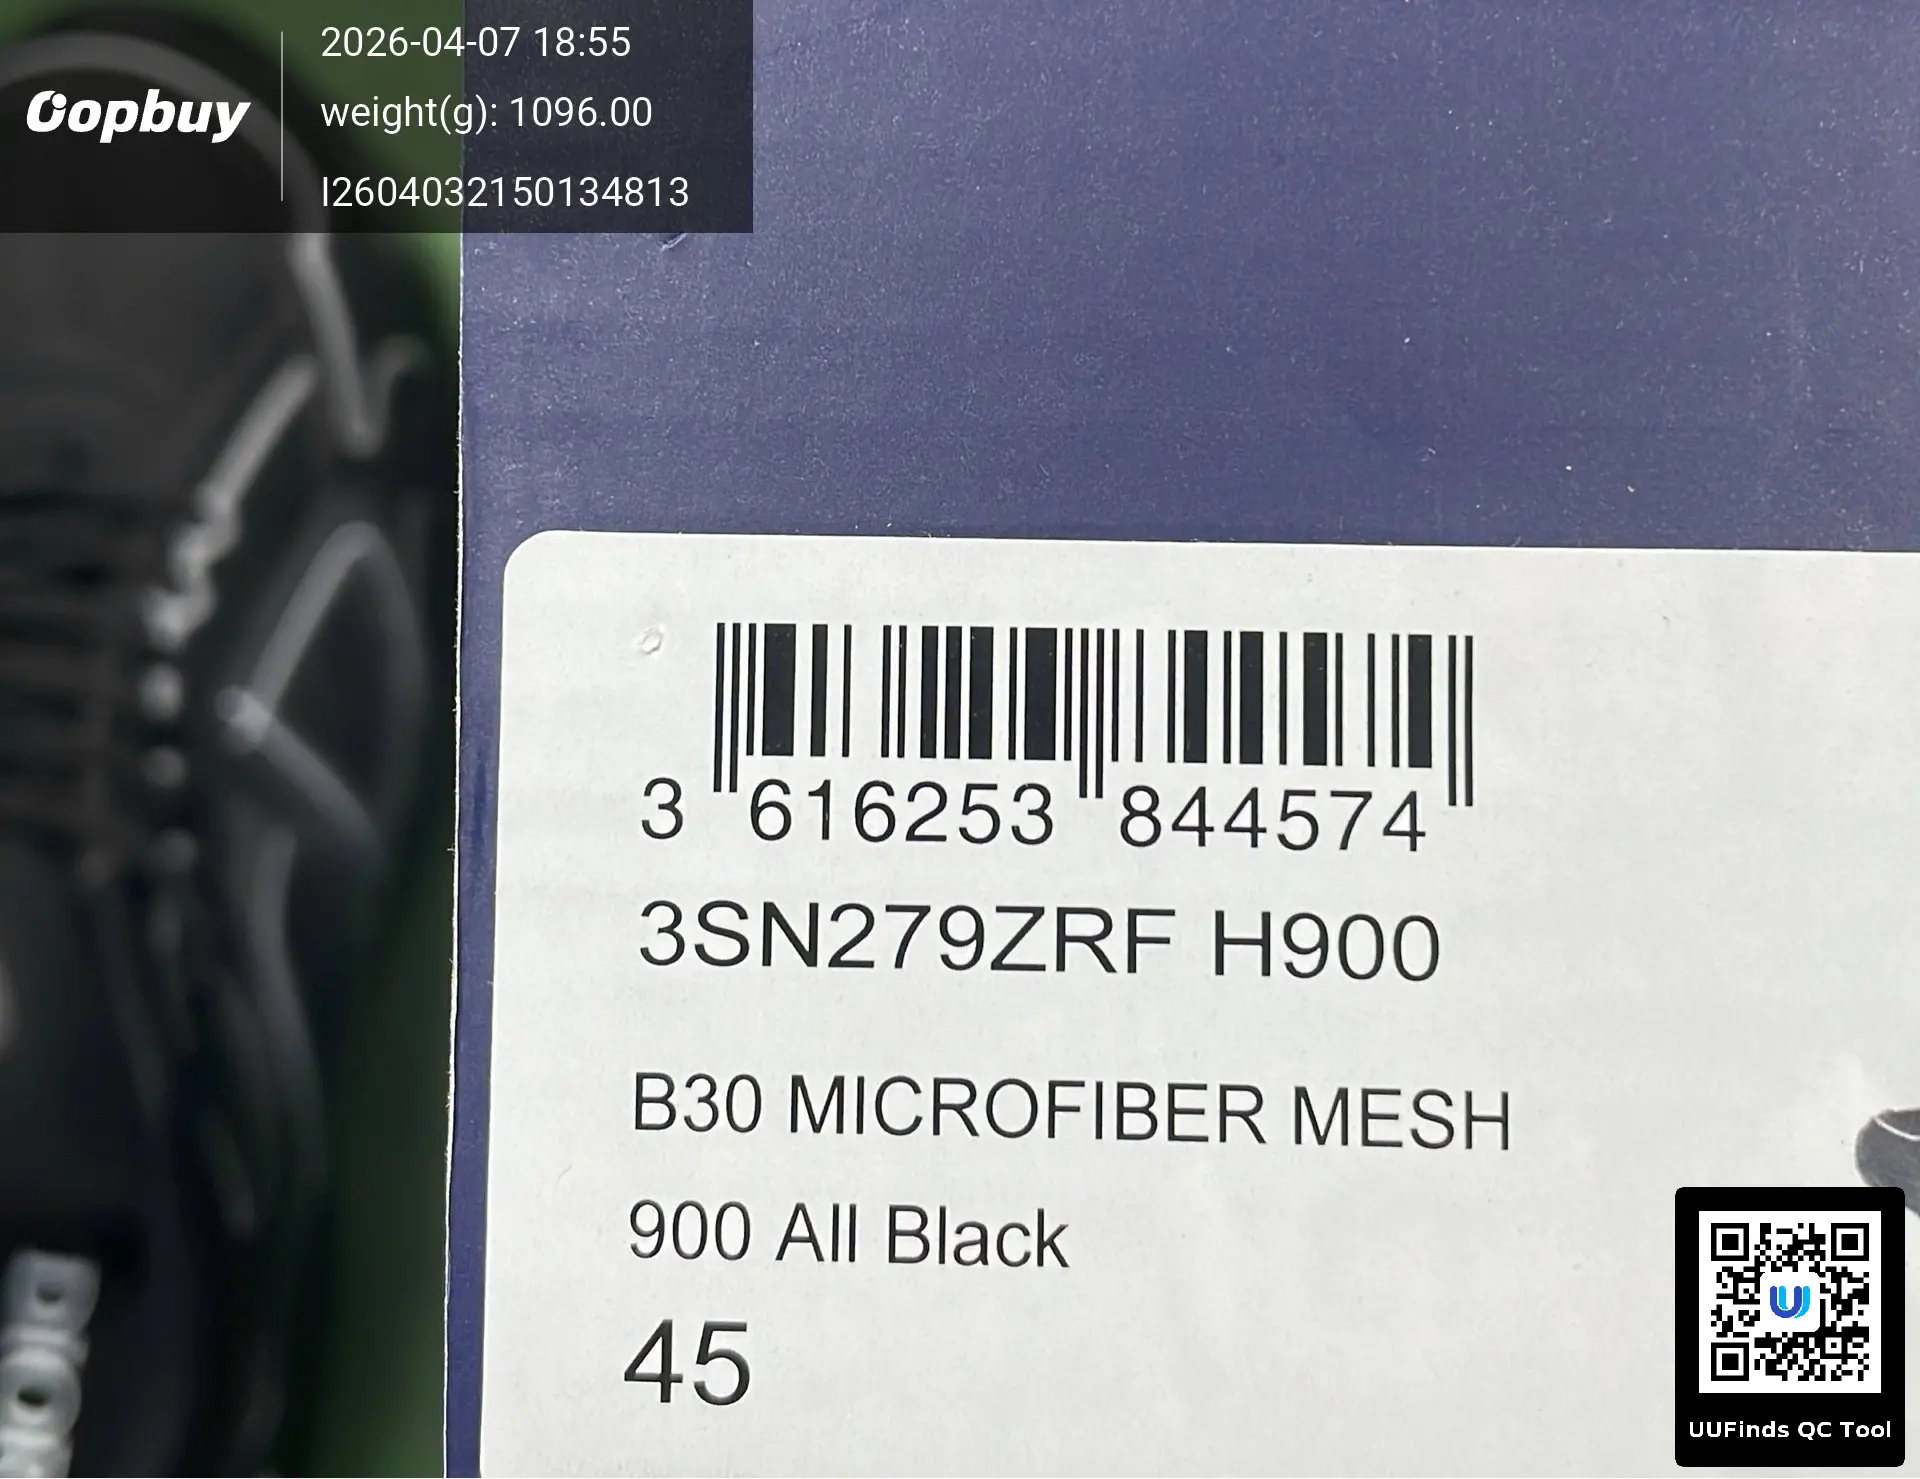 Oopbuy
2026-04-07 18:55
weight(g): 1096.00
I2604032150134813
3 616253 844574
3SN279ZRF H900
B30 MICROFIBER MESH
900 All Black
45
UUFinds QC Tool